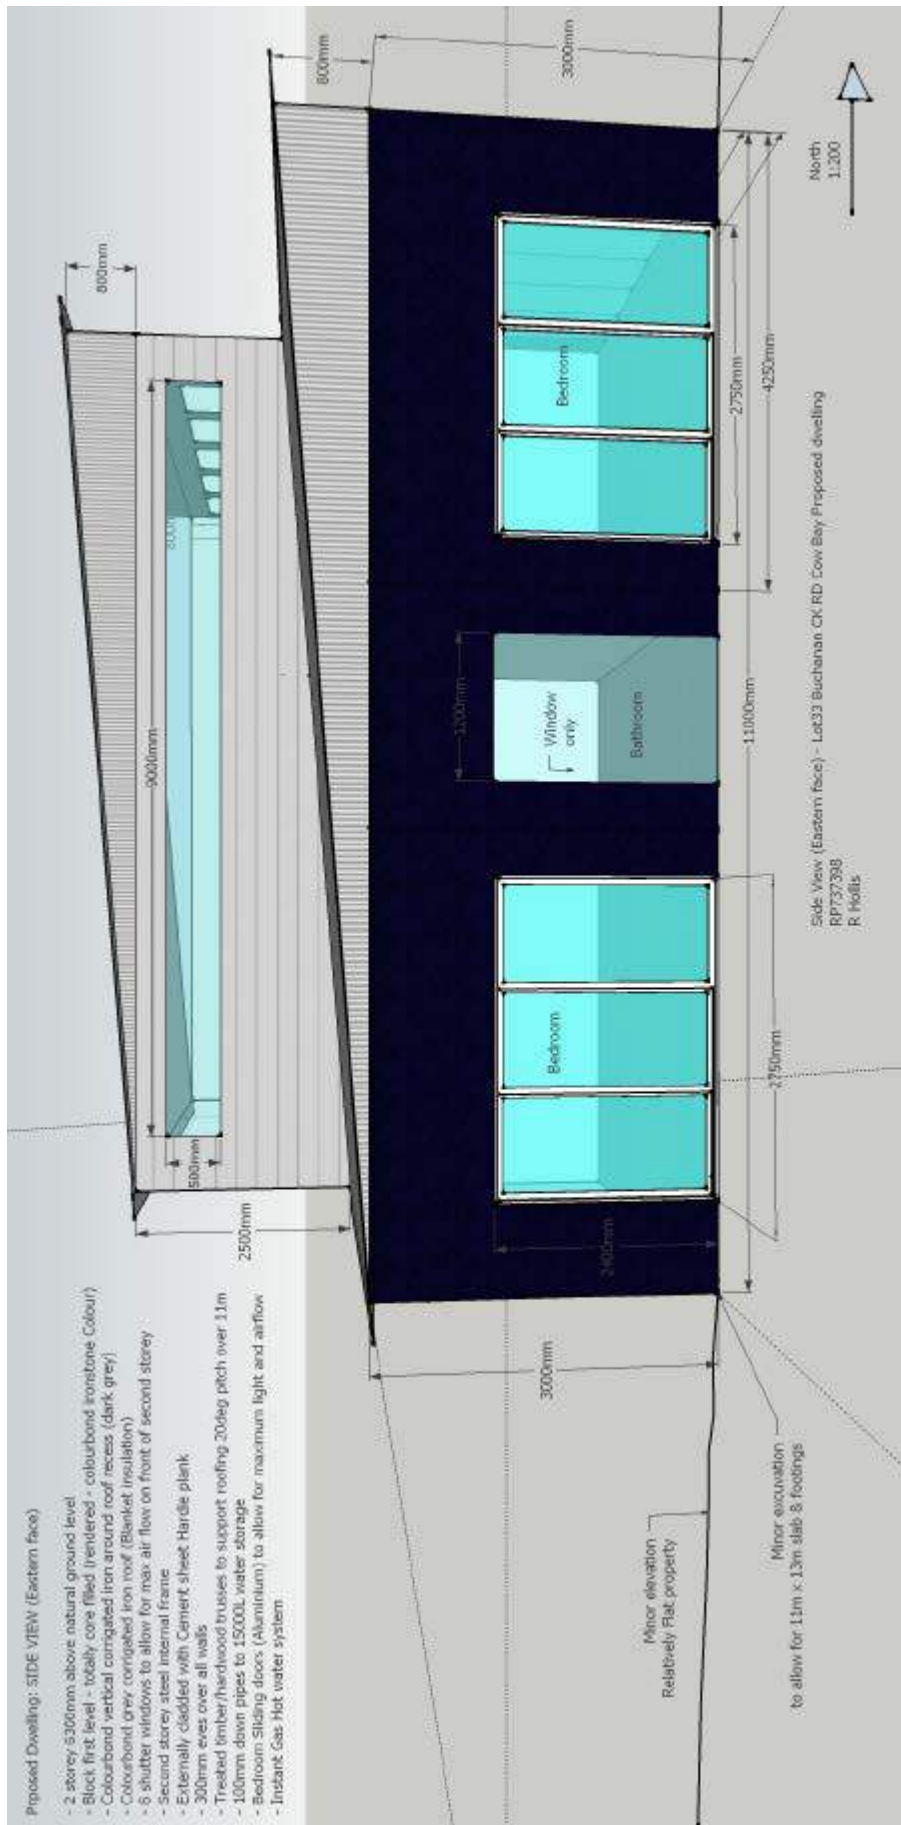 Prposed Dwelling: SIDE VIEW (Eastern face)
- 2 storey 6300mm above natural ground level
- Block first level - totally core filled (rendered - colourbond ironstone Colour)
- Colourbond vertical corrigated iron around roof recess (dark grey)
- Colourbond grey corrigated iron roof (Blanket insulation)
- 6 shutter windows to allow for max air flow on front of second storey
- Second storey steel internal frame
- Externally cladded with Cement sheet Hardie plank
- 300mm eves over all walls
- Treated timber/hardwood trusses to support roofing 20deg pitch over 11m
- 100mm down pipes to 15000L water storage
- Bedroom Sliding doors (Aluminium) to allow for maximum light and airflow
- Instant Gas Hot water system
800mm
800mm
3000mm
9000mm
500mm
2500mm
North
1:200
Bedroom
Window
only
Bathroom
Bedroom
1200mm
2400mm
2750mm
4250mm
11000mm
2750mm
3000mm
Minor elevation
Relatively Flat property
Minor excuvation
to allow for 11m x 13m slab & footings
Side View (Eastern face) - Lot33 Buchanan CK RD Cow Bay Proposed dwelling
RP737398
R Hollis